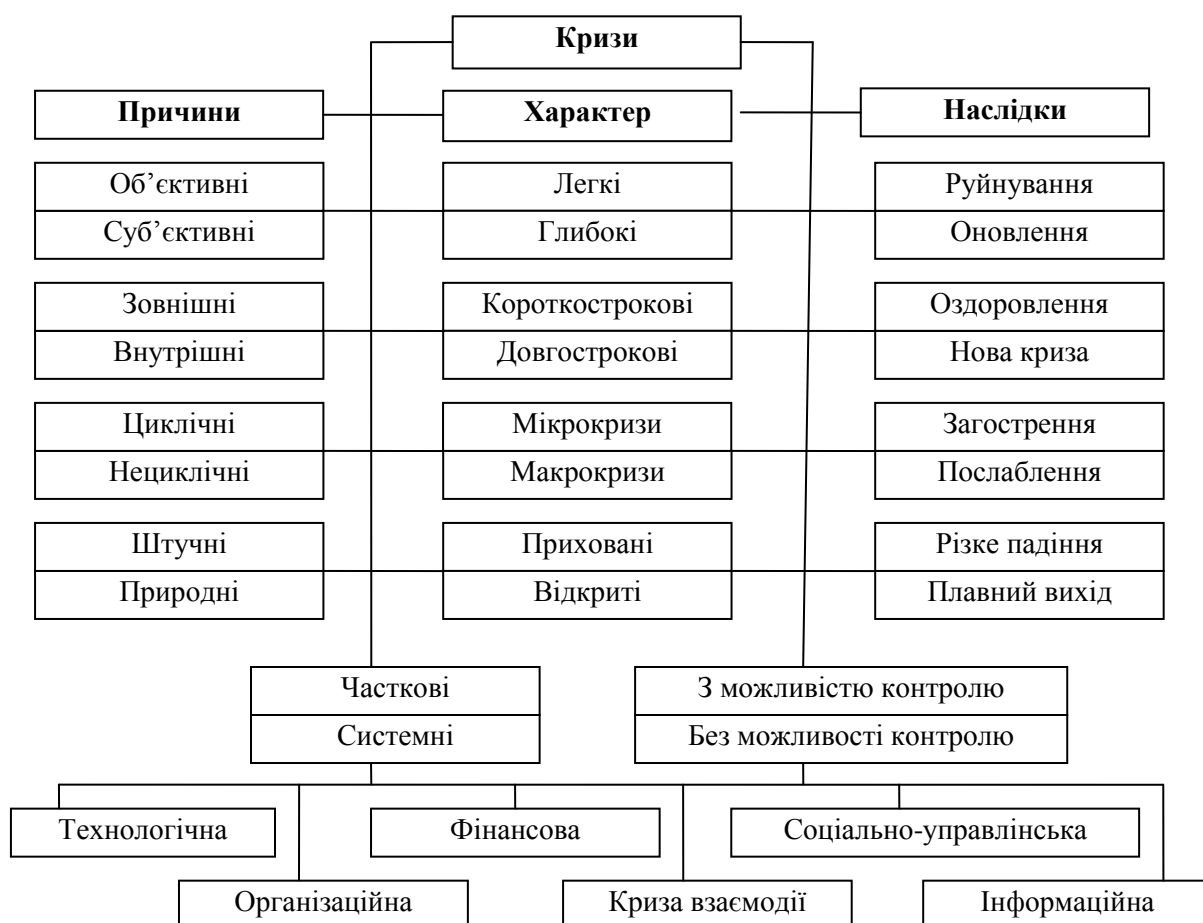 Кризи
Причини
Характер
Наслідки
Об’єктивні
Легкі
Руйнування
Суб’єктивні
Глибокі
Оновлення
Зовнішні
Короткострокові
Оздоровлення
Внутрішні
Довгострокові
Нова криза
Циклічні
Мікрокризи
Загострення
Нециклічні
Макрокризи
Послаблення
Штучні
Приховані
Різке падіння
Природні
Відкриті
Плавний вихід
Часткові
З можливістю контролю
Системні
Без можливості контролю
Технологічна
Фінансова
Соціально-управлінська
Організаційна
Криза взаємодії
Інформаційна